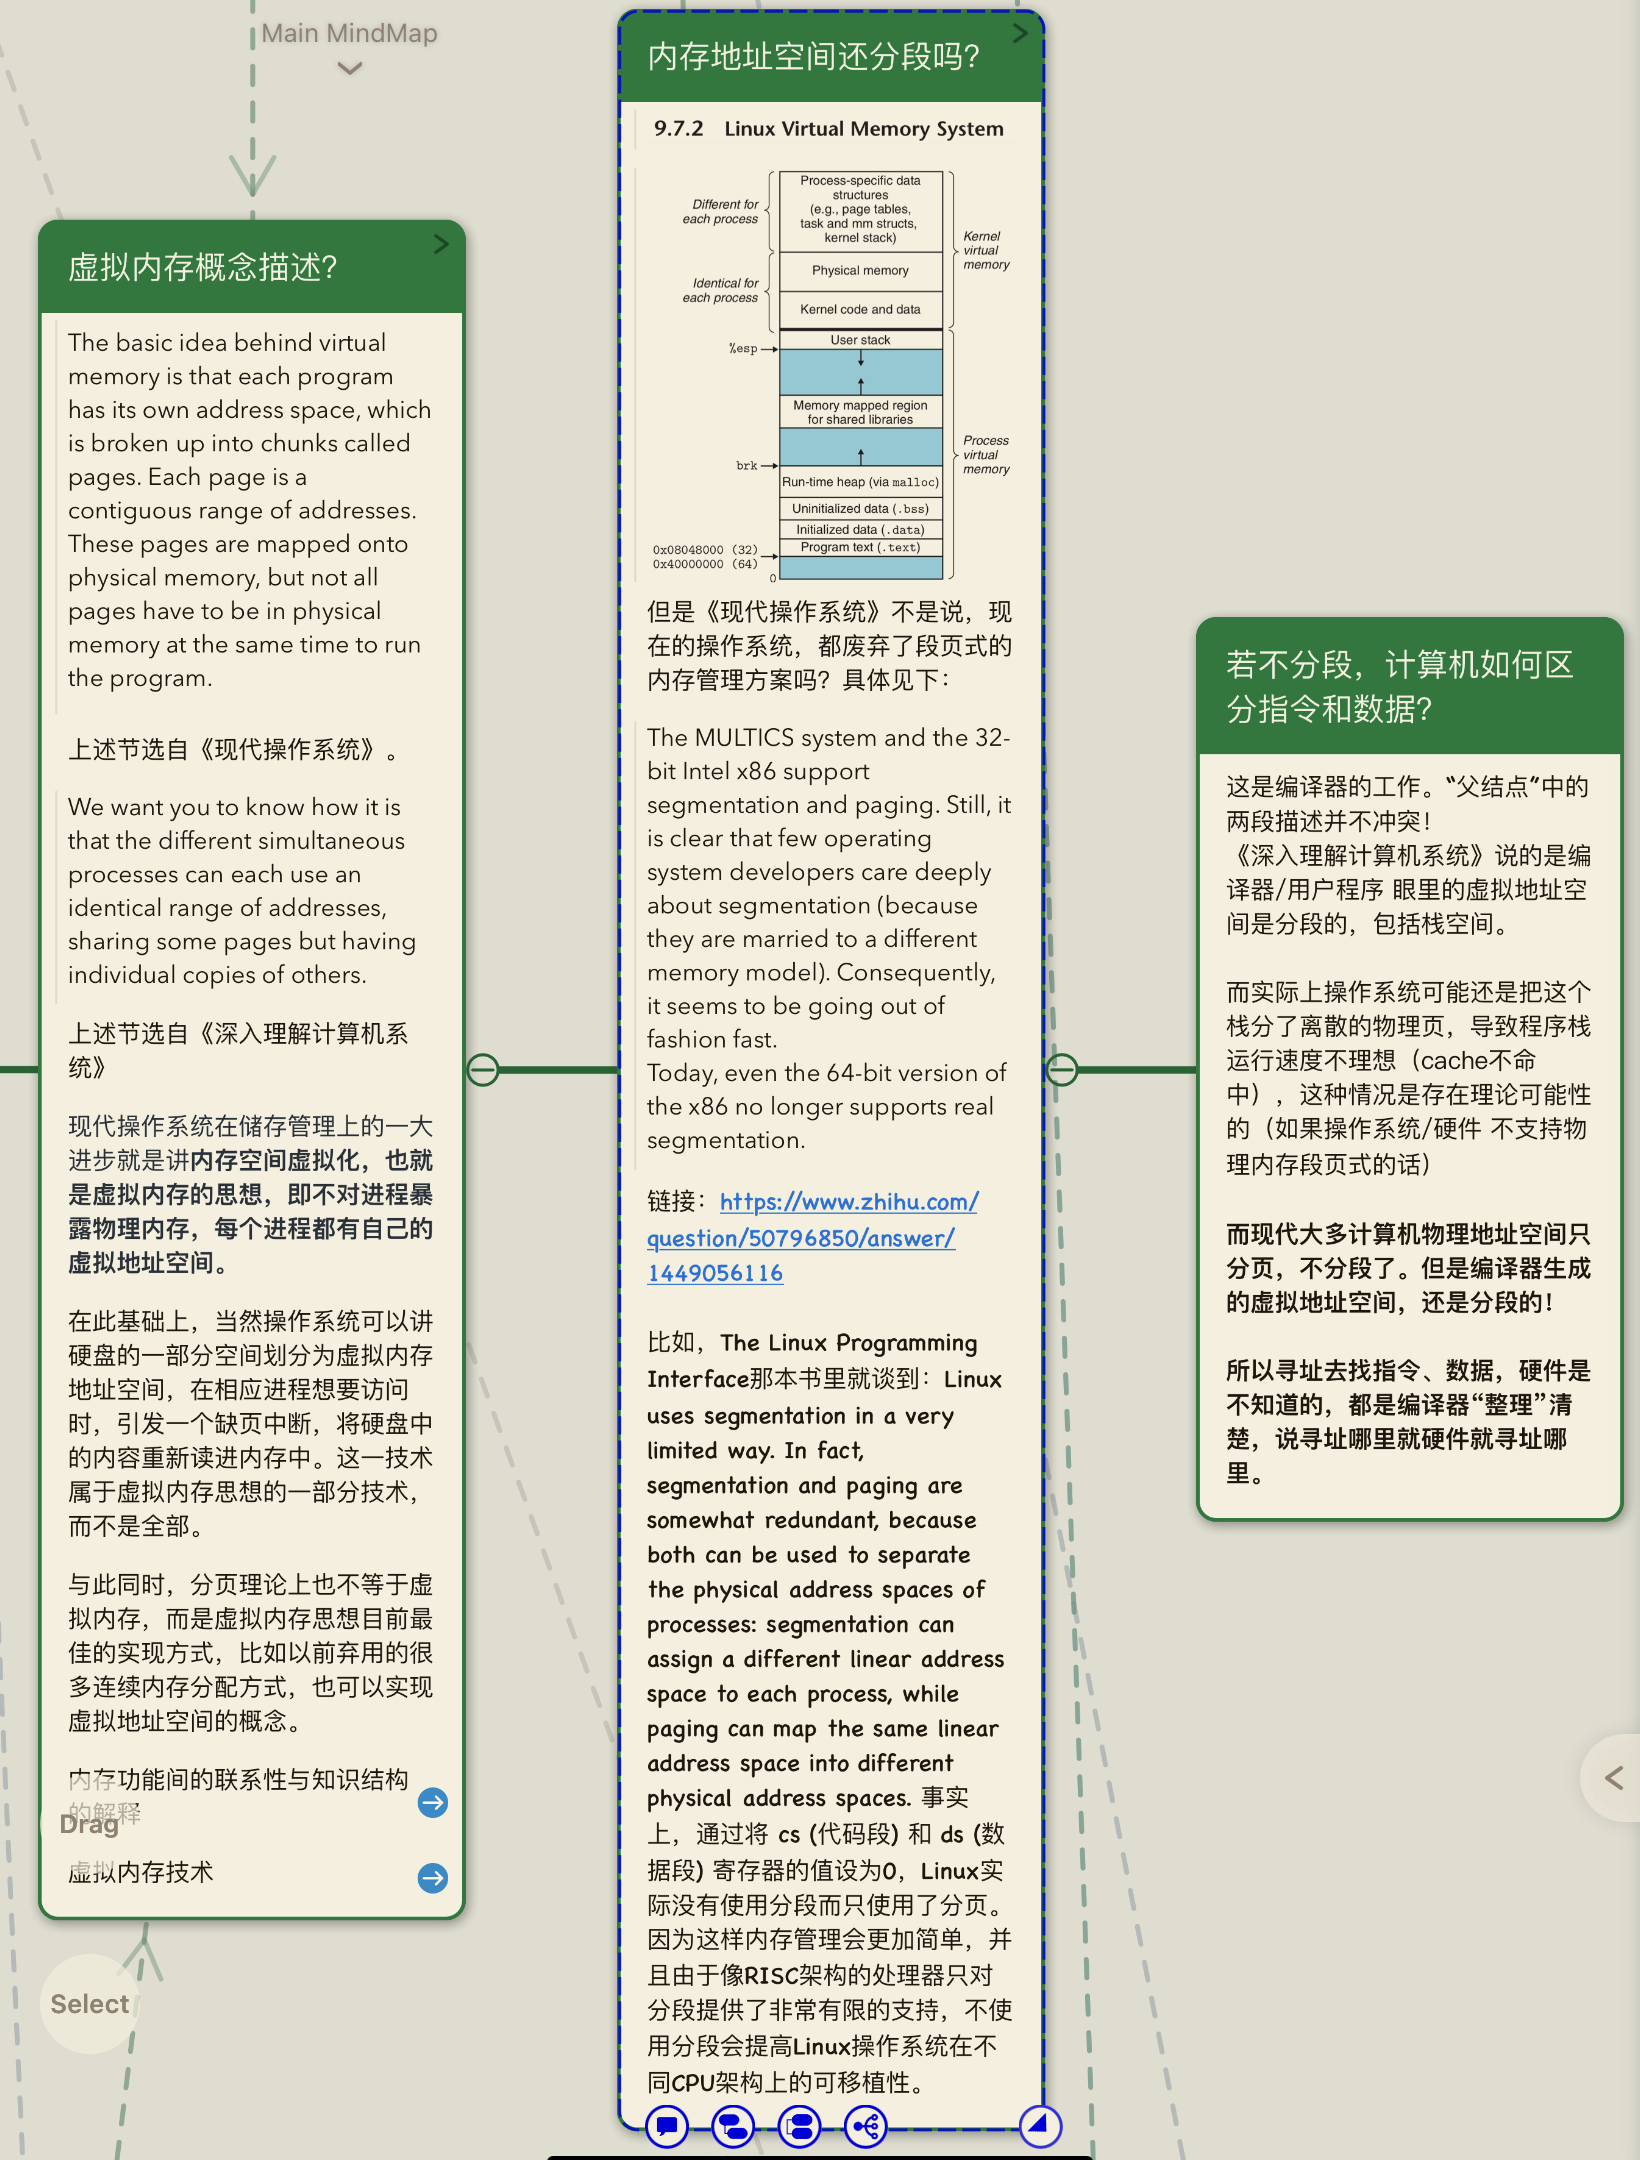 Main MindMap
虚拟内存概念描述?
The basic idea behind virtual
memory is that each program
has its own address space, which
is broken up into chunks called
pages. Each page is a
contiguous range of addresses.
These pages are mapped onto
physical memory, but not all
pages have to be in physical
memory at the same time to run
the program.
上述节选自《现代操作系统》。
We want you to know how it is
that the different simultaneous
processes can each use an
identical range of addresses,
sharing some pages but having
individual copies of others.
上述节选自《深入理解计算机系
统》
现代操作系统在储存管理上的一大
进步就是讲内存空间虚拟化，也就
是虚拟内存的思想，即不对进程暴
露物理内存，每个进程都有自己的
虚拟地址空间。
在此基础上，当然操作系统可以讲
硬盘的一部分空间划分为虚拟内存
地址空间，在相应进程想要访问
时，引发一个缺页中断，将硬盘中
的内容重新读进内存中。这一技术
属于虚拟内存思想的一部分技术，
而不是全部。
与此同时，分页理论上也不等于虚
拟内存，而是虚拟内存思想目前最
佳的实现方式，比如以前弃用的很
多连续内存分配方式，也可以实现
虚拟地址空间的概念。
内存功能间的联系性与知识结构
的解释
Drag
虚拟内存技术
Select
内存地址空间还分段吗?
9.7.2 Linux Virtual Memory System
Process-specific data
structures
(e.g., page tables,
task and mm structs,
kernel stack)
Different for
each process
Kernel
virtual
memory
Physical memory
Identical for
each process
Kernel code and data
User stack
%esp
Memory mapped region
for shared libraries
Process
virtual
memory
brk
Run-time heap (via malloc)
Uninitialized data (.bss)
Initialized data (.data)
Program text (.text)
0x08048000 (32)
0x40000000 (64)
0
但是《现代操作系统》不是说，现
在的操作系统，都废弃了段页式的
内存管理方案吗？具体见下：
The MULTICS system and the 32-
bit Intel x86 support
segmentation and paging. Still, it
is clear that few operating
system developers care deeply
about segmentation (because
they are married to a different
memory model). Consequently,
it seems to be going out of
fashion fast.
Today, even the 64-bit version of
the x86 no longer supports real
segmentation.
链接：https://www.zhihu.com/
question/50796850/answer/
1449056116
比如，The Linux Programming
Interface那本书里就谈到：Linux
uses segmentation in a very
limited way. In fact,
segmentation and paging are
somewhat redundant, because
both can be used to separate
the physical address spaces of
processes: segmentation can
assign a different linear address
space to each process, while
paging can map the same linear
address space into different
physical address spaces. 事实
上，通过将 cs (代码段) 和 ds (数
据段) 寄存器的值设为0，Linux实
际没有使用分段而只使用了分页。
因为这样内存管理会更加简单，并
且由于像RISC架构的处理器只对
分段提供了非常有限的支持，不使
用分段会提高Linux操作系统在不
同CPU架构上的可移植性。
若不分段，计算机如何区
分指令和数据?
这是编译器的工作。“父结点”中的
两段描述并不冲突！
《深入理解计算机系统》说的是编
译器/用户程序 眼里的虚拟地址空
间是分段的，包括栈空间。
而实际上操作系统可能还是把这个
栈分了离散的物理页，导致程序栈
运行速度不理想（cache不命
中），这种情况是存在理论可能性
的（如果操作系统/硬件 不支持物
理内存段页式的话）
而现代大多计算机物理地址空间只
分页，不分段了。但是编译器生成
的虚拟地址空间，还是分段的！
所以寻址去找指令、数据，硬件是
不知道的，都是编译器“整理”清
楚，说寻址哪里就硬件就寻址哪
里。